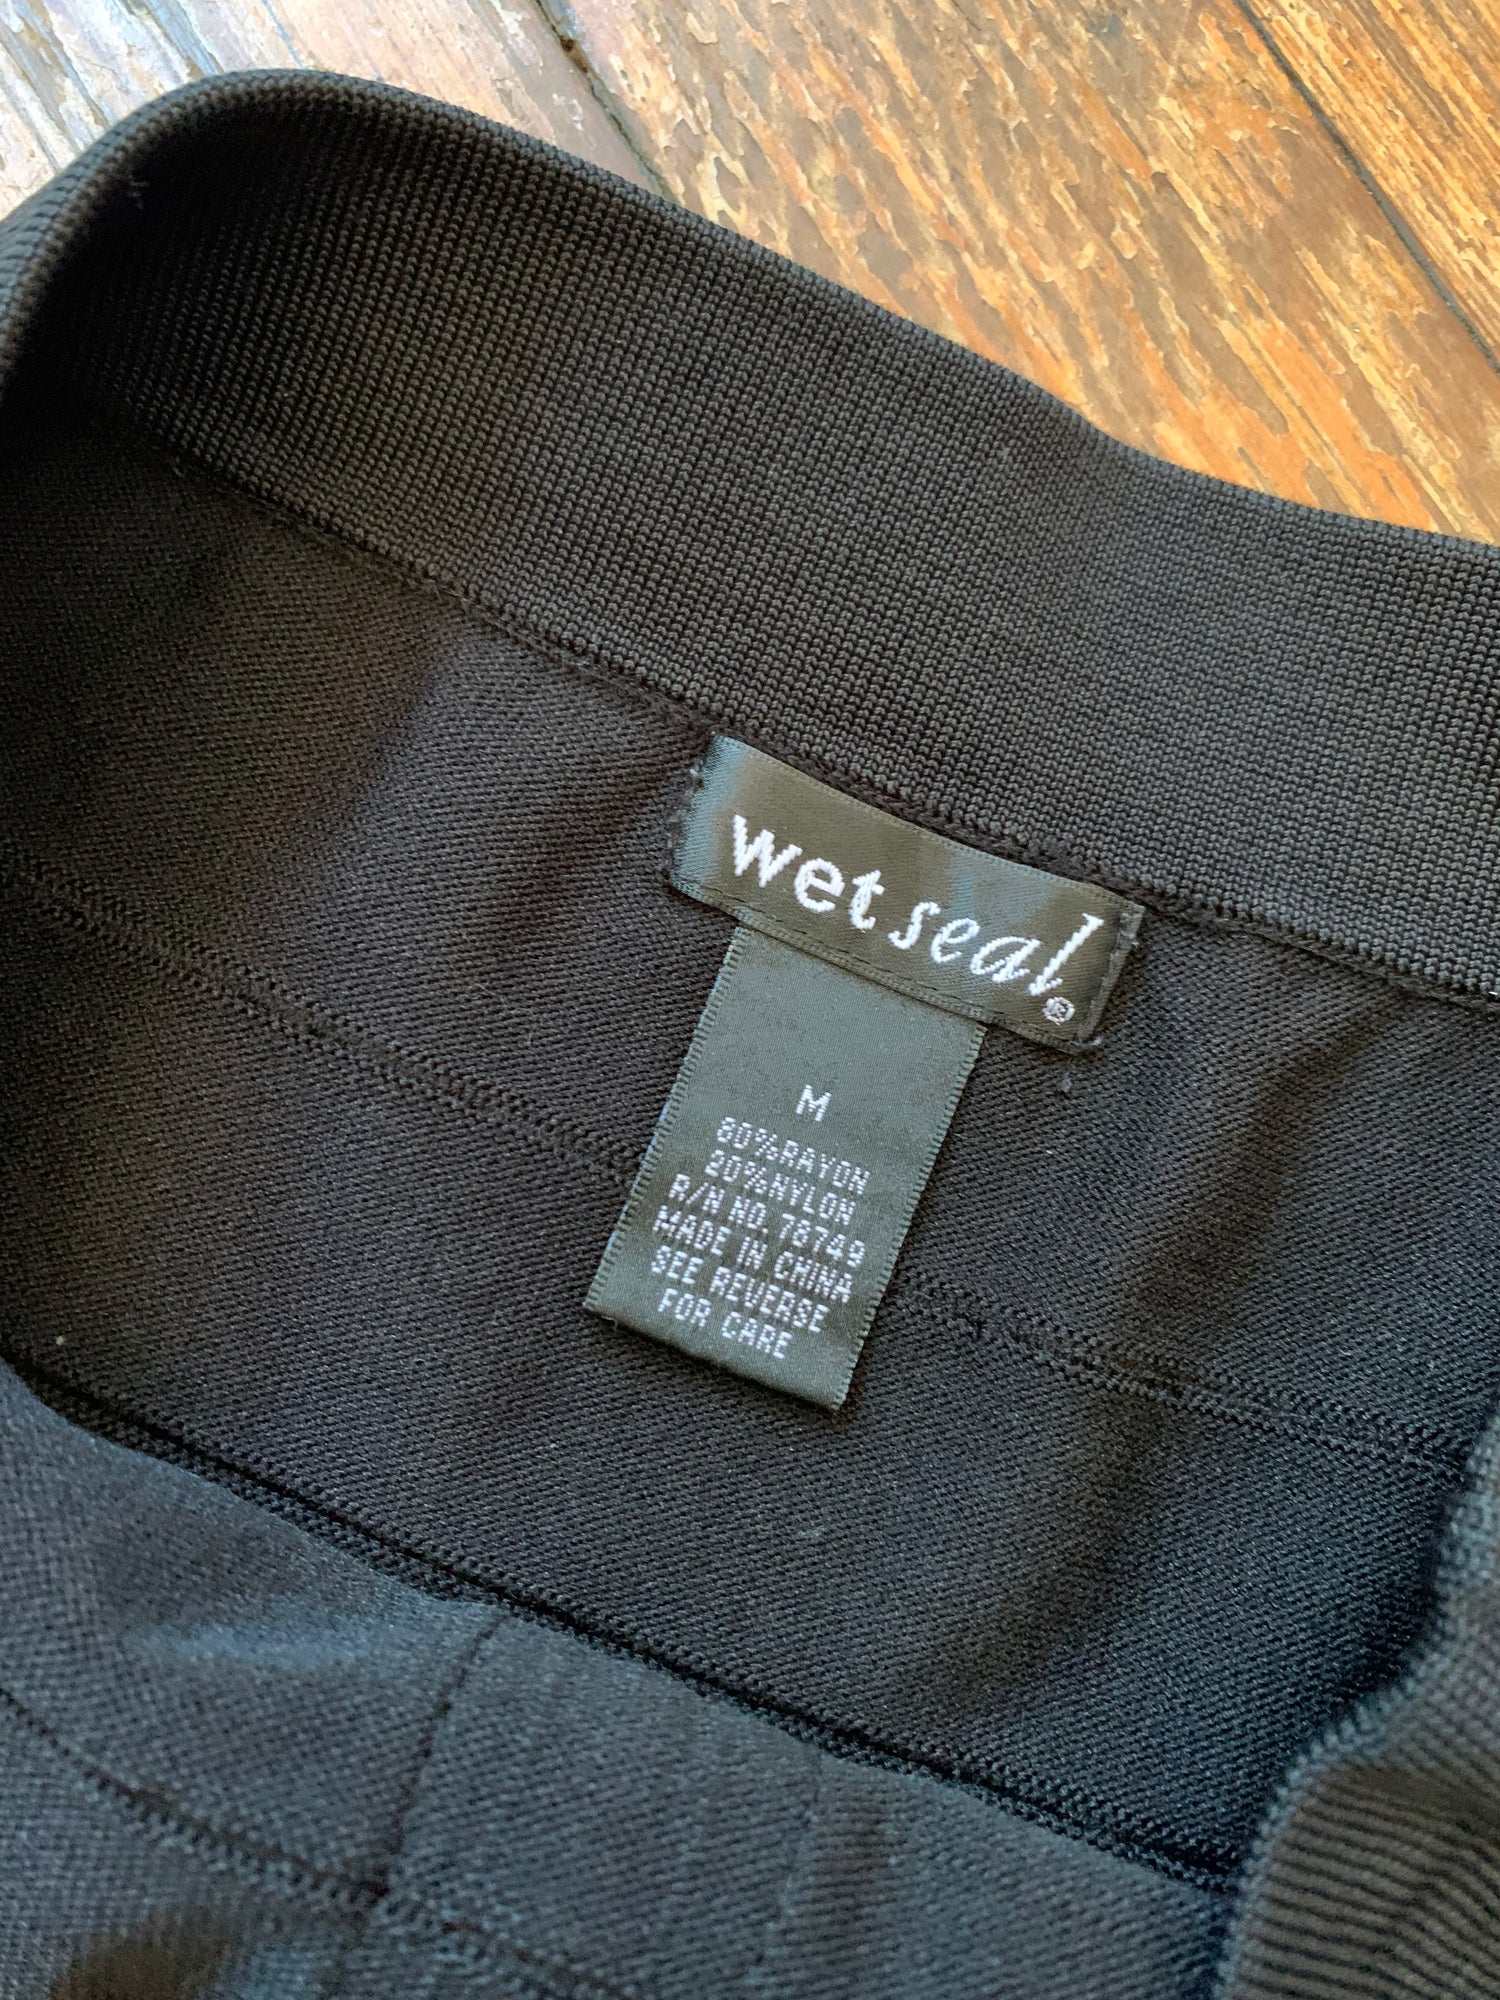 wet seal®
M
80%RAYON
20%NYLON
R/N NO. 78749
MADE IN CHINA
SEE REVERSE
FOR CARE